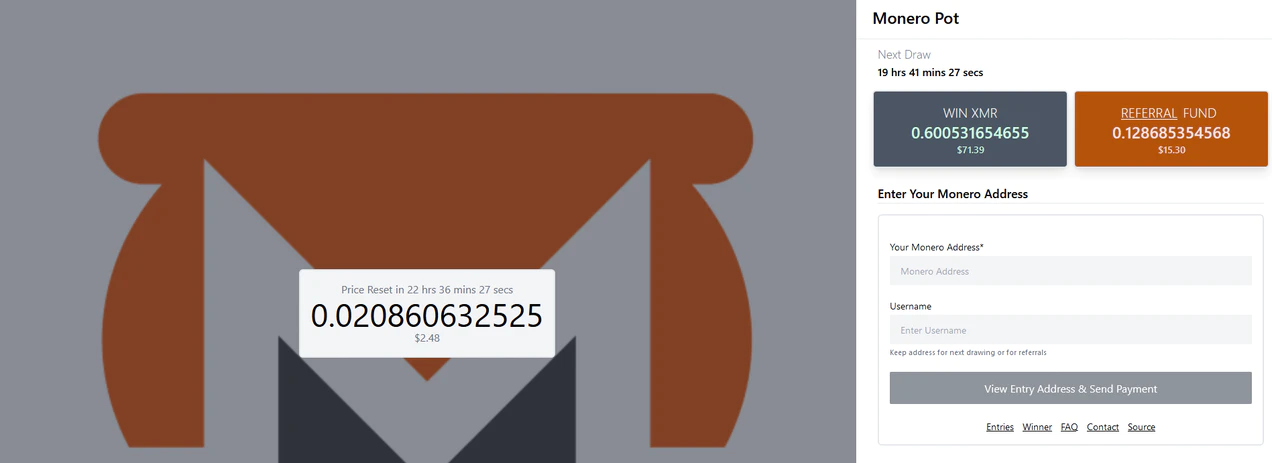 Price Reset in 22 hrs 36 mins 27 secs
0.020860632525
$2.48
Monero Pot
Next Draw
19 hrs 41 mins 27 secs
WIN XMR
0.600531654655
$71.39
REFERRAL FUND
0.128685354568
$15.30
Enter Your Monero Address
Your Monero Address*
Monero Address
Username
Enter Username
Keep address for next drawing or for referrals
View Entry Address & Send Payment
Entries Winner FAQ Contact Source